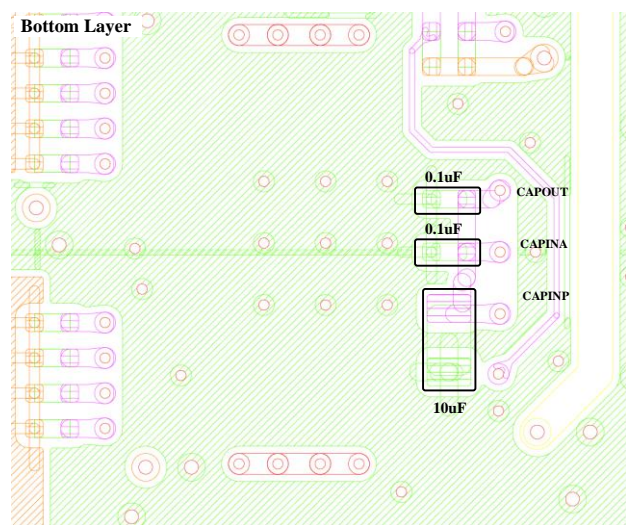 Bottom Layer
0.1uF
CAPOUT
0.1uF
CAPINA
CAPINP
10uF